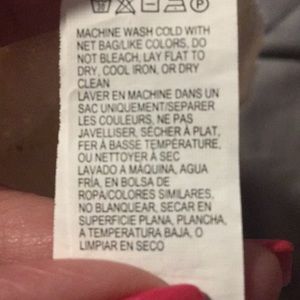 MACHINE WASH COLD WITH
NET BAG/LIKE COLORS, DO
NOT BLEACH, LAY FLAT TO
DRY, COOL IRON, OR DRY
CLEAN
LAVER EN MACHINE DANS UN
SAC UNIQUEMENT/SEPARER
LES COULEURS, NE PAS
JAVELLISER, SÉCHER À PLAT,
FER À BASSE TEMPÉRATURE,
OU NETTOYER À SEC
LAVADO A MÁQUINA, AGUA
FRÍA, EN BOLSA DE
ROPA/COLORES SIMILARES,
NO BLANQUEAR, SECAR EN
SUPERFICIE PLANA, PLANCHA,
A TEMPERATURA BAJA, O
LIMPIAR EN SECO